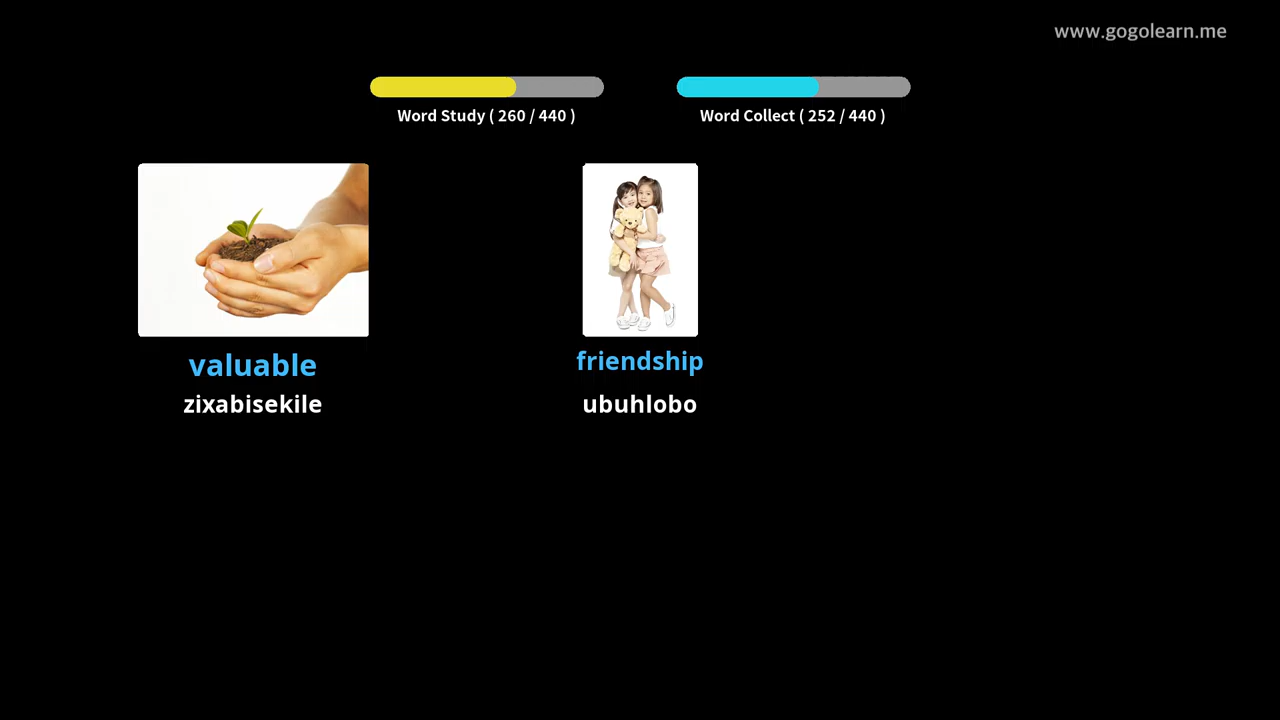 www.gogolearn.me
Word Study ( 260 / 440 )
Word Collect ( 252 / 440 )
valuable
zixabisekile
friendship
ubuhlobo